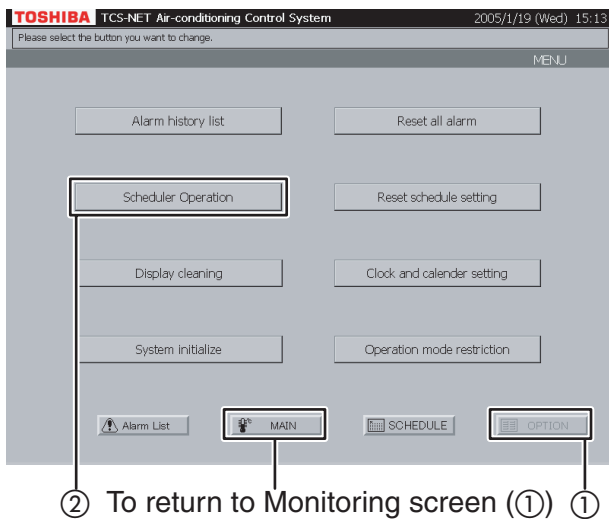 TOSHIBA TCS-NET Air-conditioning Control System 2005/1/19 (Wed) 15:13
Please select the button you want to change.
MENU
Alarm history list Reset all alarm
Scheduler Operation Reset schedule setting
Display cleaning Clock and calender setting
System initialize Operation mode restriction
Alarm List MAIN SCHEDULE OPTION
② To return to Monitoring screen (①) ①